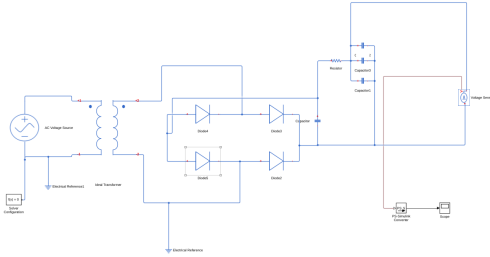 Resistor
Capacitor3
Capacitor1
Voltage Sens
AC Voltage Source
Diode4
Diode1
Capacitor
Diode3
Diode2
Electrical Reference1
Ideal Transformer
f(x) = 0
Solver
Configuration
PS-Simulink
Converter
Scope
Electrical Reference